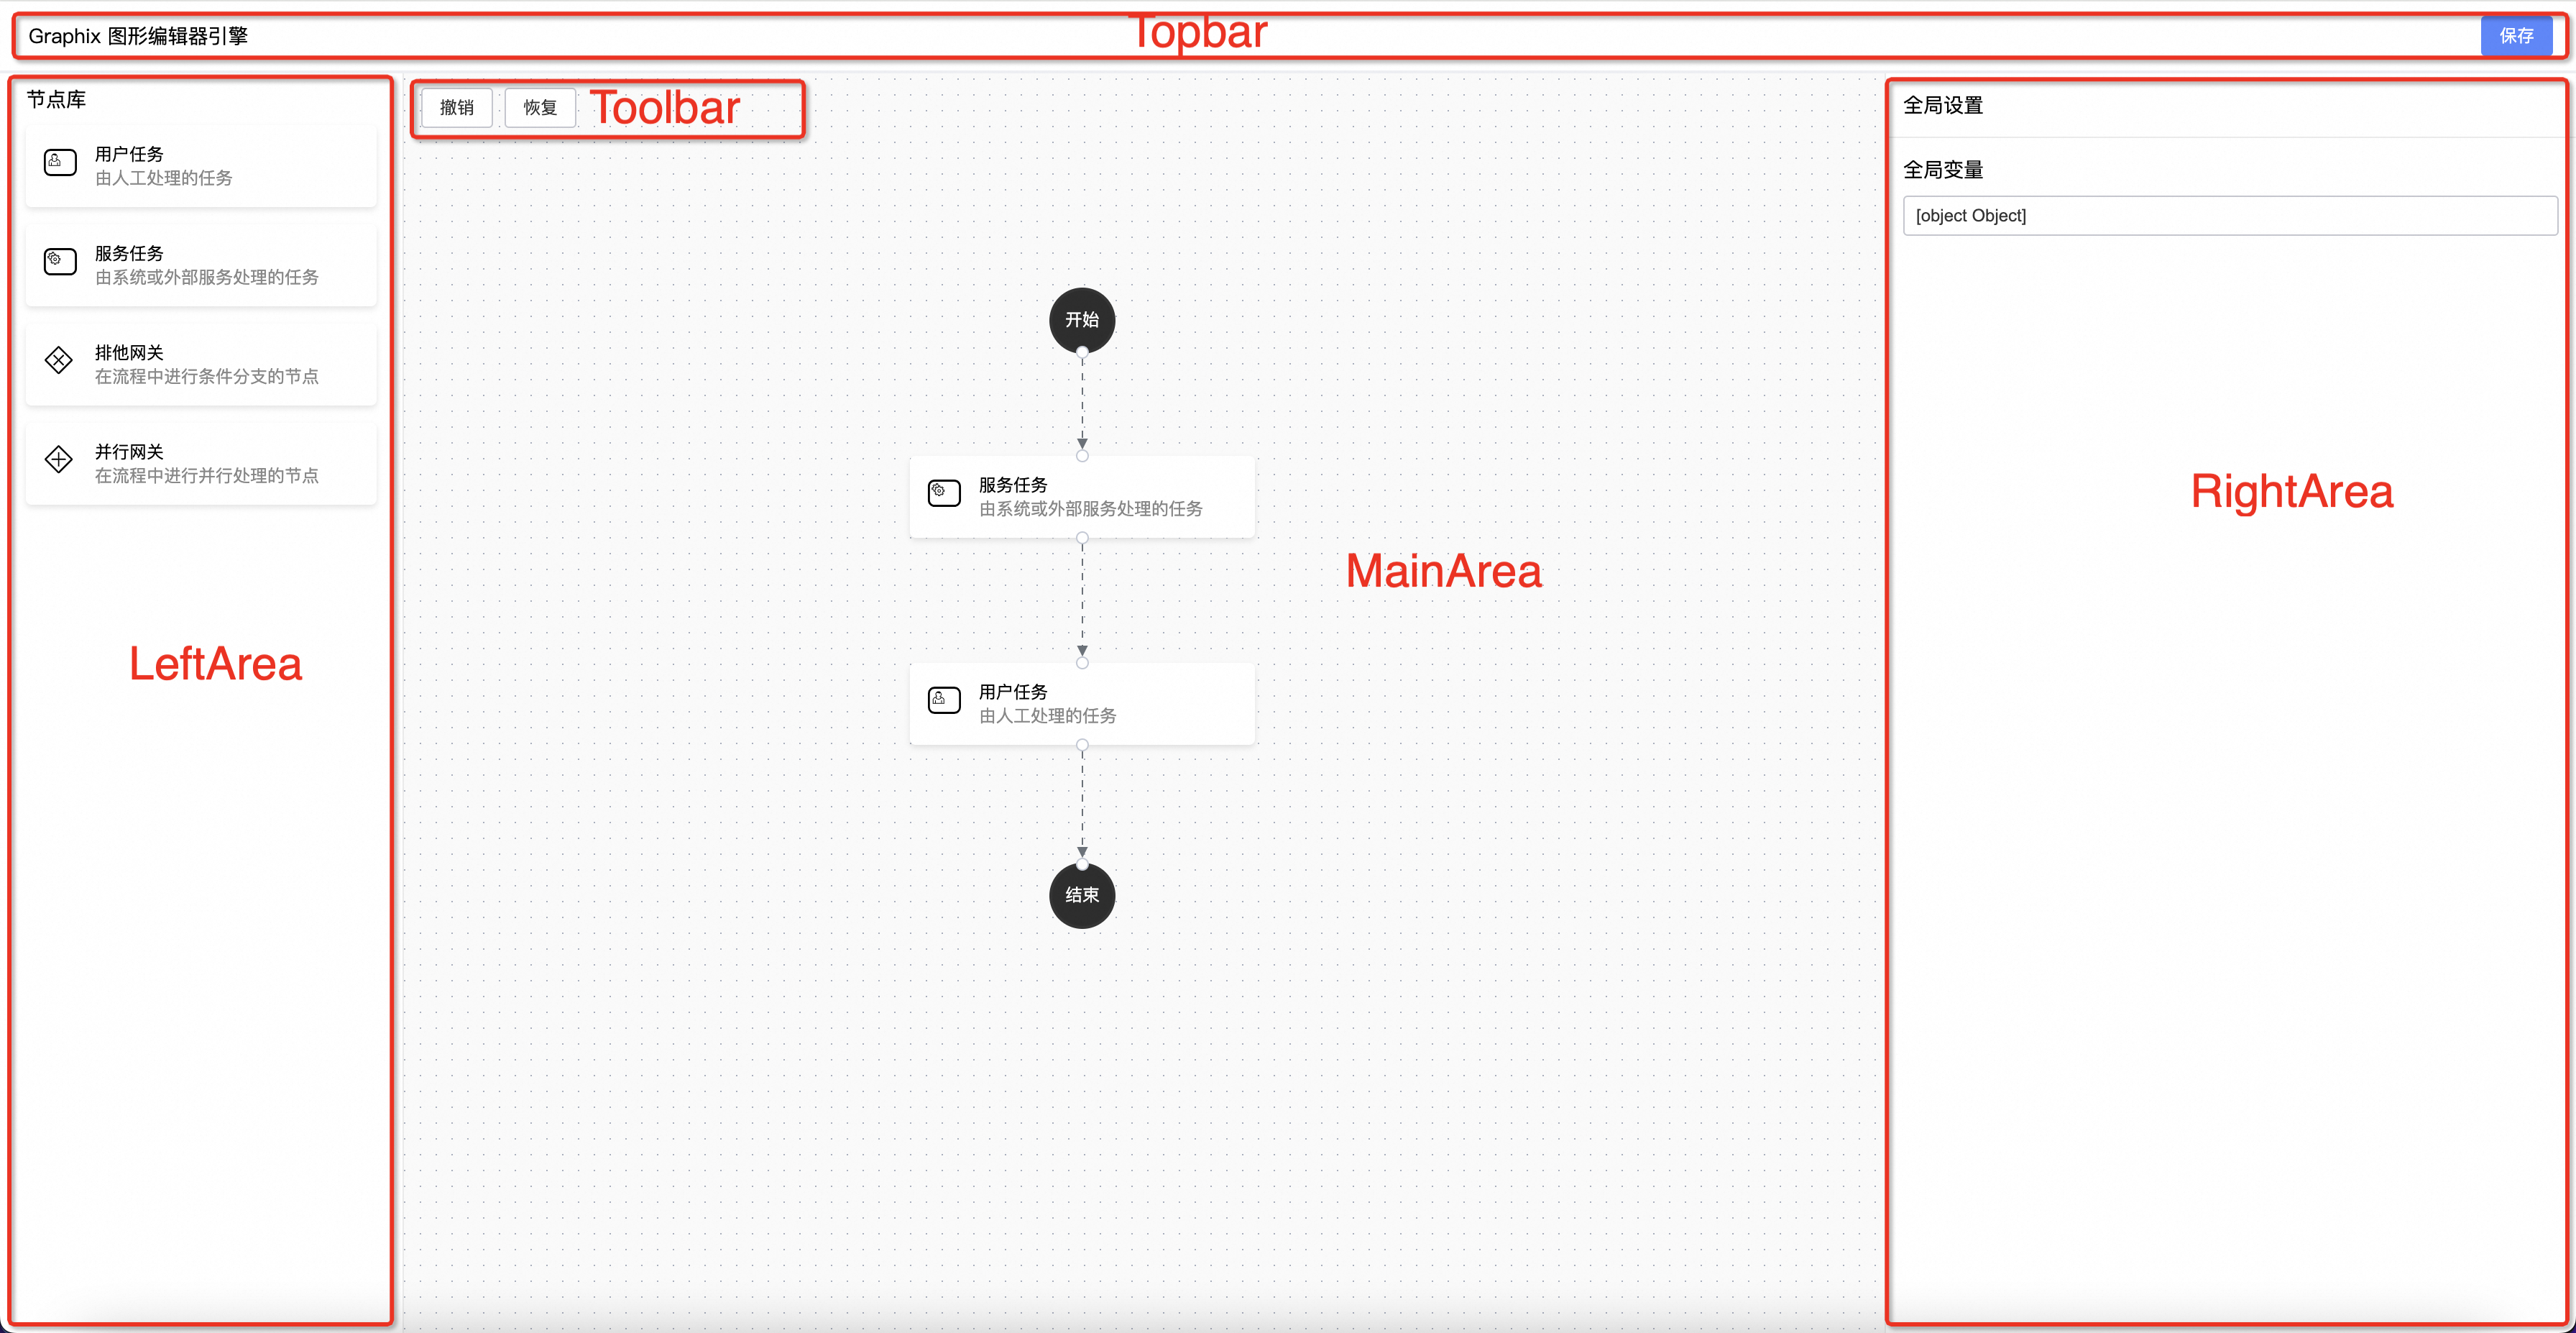 Graphix 图形编辑器引擎
Topbar
保存
节点库
用户任务
由人工处理的任务
服务任务
由系统或外部服务处理的任务
排他网关
在流程中进行条件分支的节点
并行网关
在流程中进行并行处理的节点
LeftArea
撤销
恢复
Toolbar
开始
服务任务
由系统或外部服务处理的任务
MainArea
用户任务
由人工处理的任务
结束
全局设置
全局变量
[object Object]
RightArea